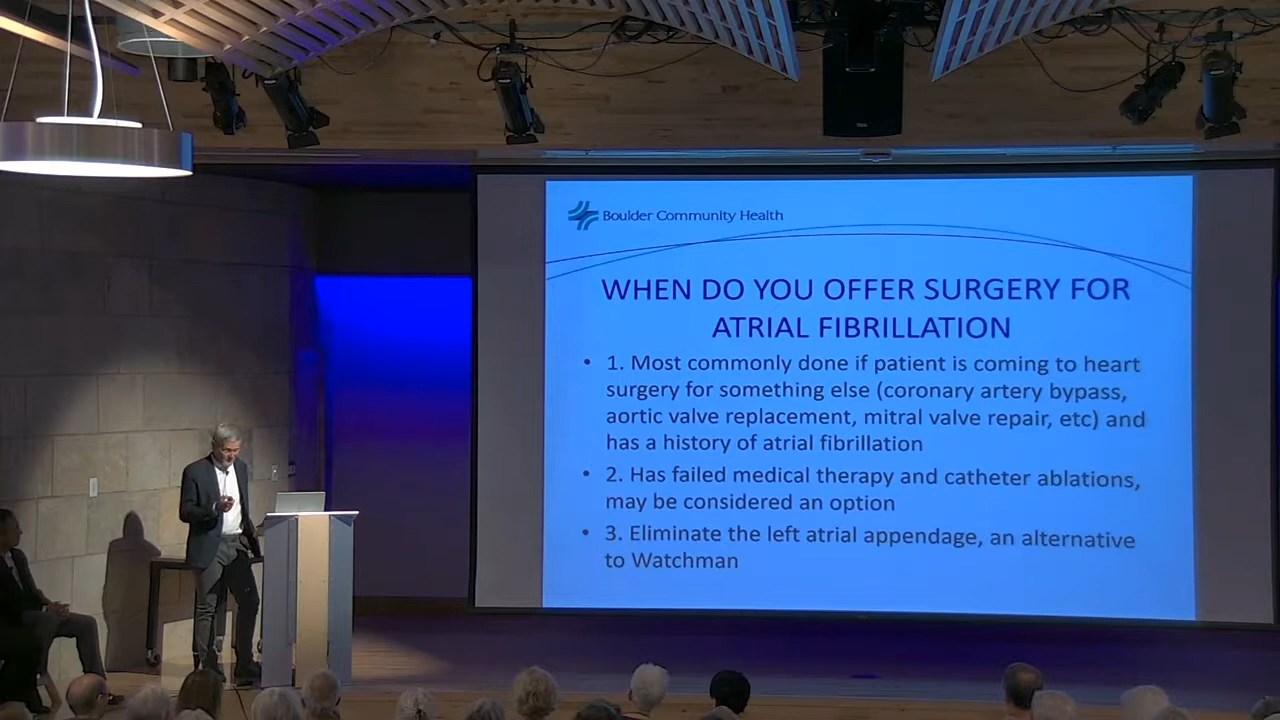 Boulder Community Health
WHEN DO YOU OFFER SURGERY FOR
ATRIAL FIBRILLATION
• 1. Most commonly done if patient is coming to heart
surgery for something else (coronary artery bypass,
aortic valve replacement, mitral valve repair, etc) and
has a history of atrial fibrillation
• 2. Has failed medical therapy and catheter ablations,
may be considered an option
• 3. Eliminate the left atrial appendage, an alternative
to Watchman